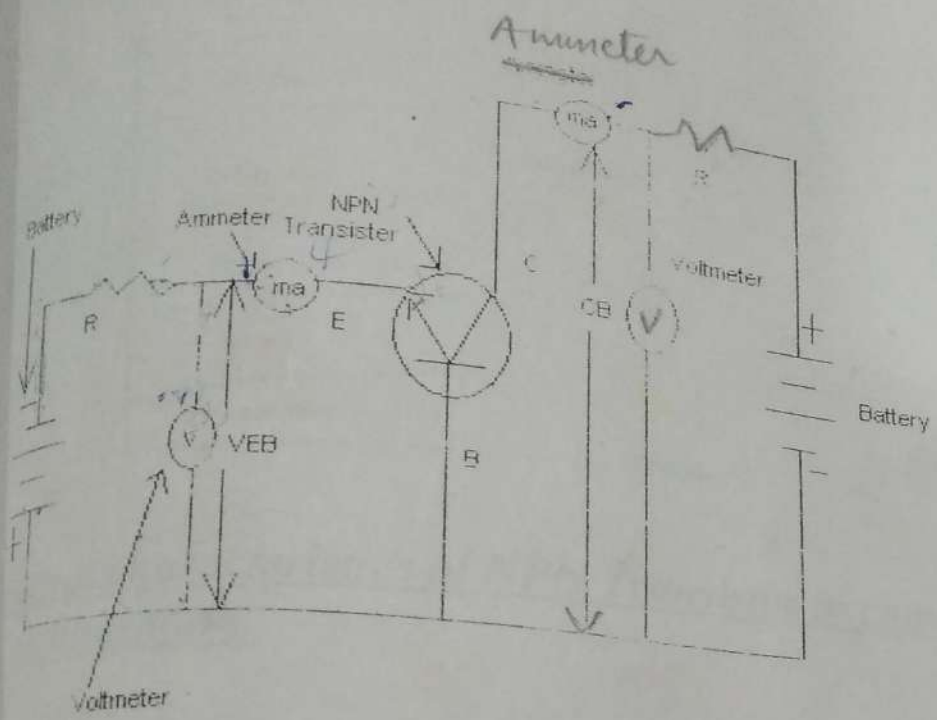 Ammeter
ma
R
Battery
Ammeter
NPN
Transister
ma
R
E
C
CB
Voltmeter
V
+
-
Battery
-
+
V
VEB
B
Voltmeter